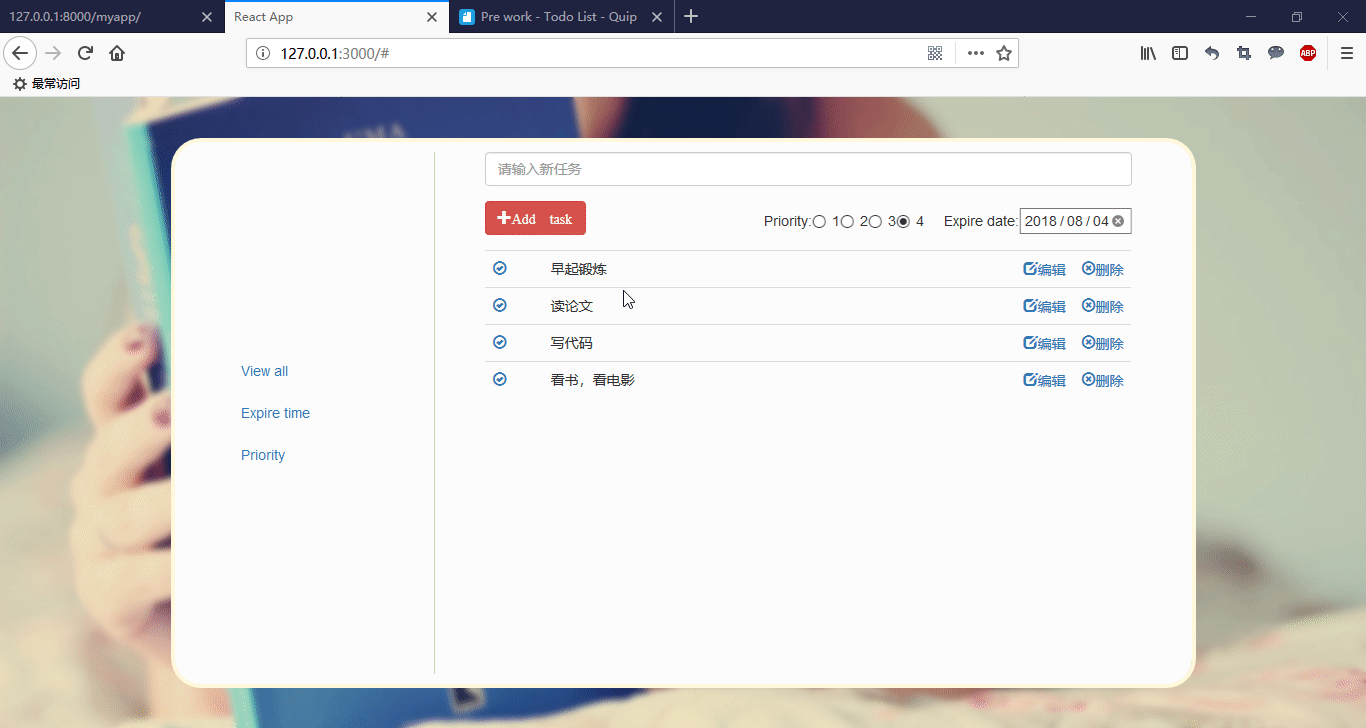 127.0.0.1:8000/myapp/
React App
Pre work - Todo List - Quip
127.0.0.1:3000/#
ABP
最常访问
请输入新任务
Add task
Priority: 1 2 3 4 Expire date: 2018 / 08 / 04
早起锻炼 编辑 删除
读论文 编辑 删除
写代码 编辑 删除
看书，看电影 编辑 删除
View all
Expire time
Priority